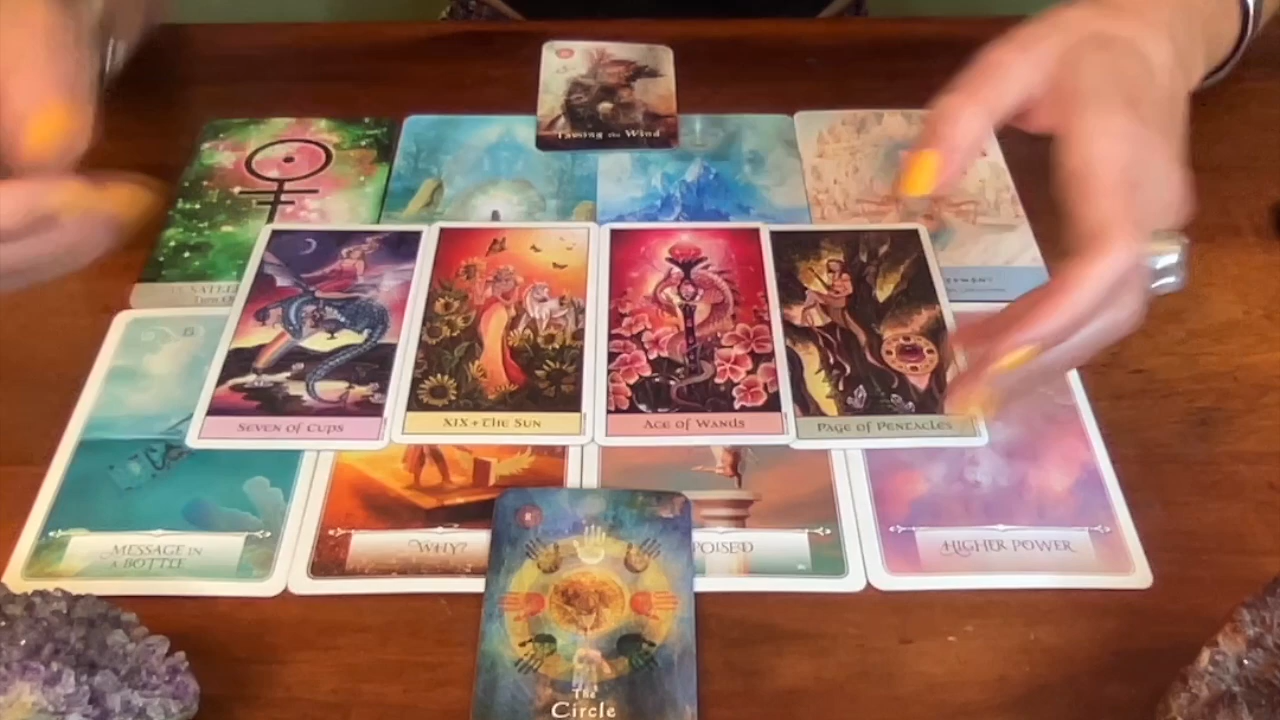 Taming the Wind
SEVEN OF CUPS
XIX + THE SUN
ACE OF WANDS
PAGE OF PENTACLES
MESSAGE IN
A BOTTLE
WHY?
POISED
HIGHER POWER
The
Circle